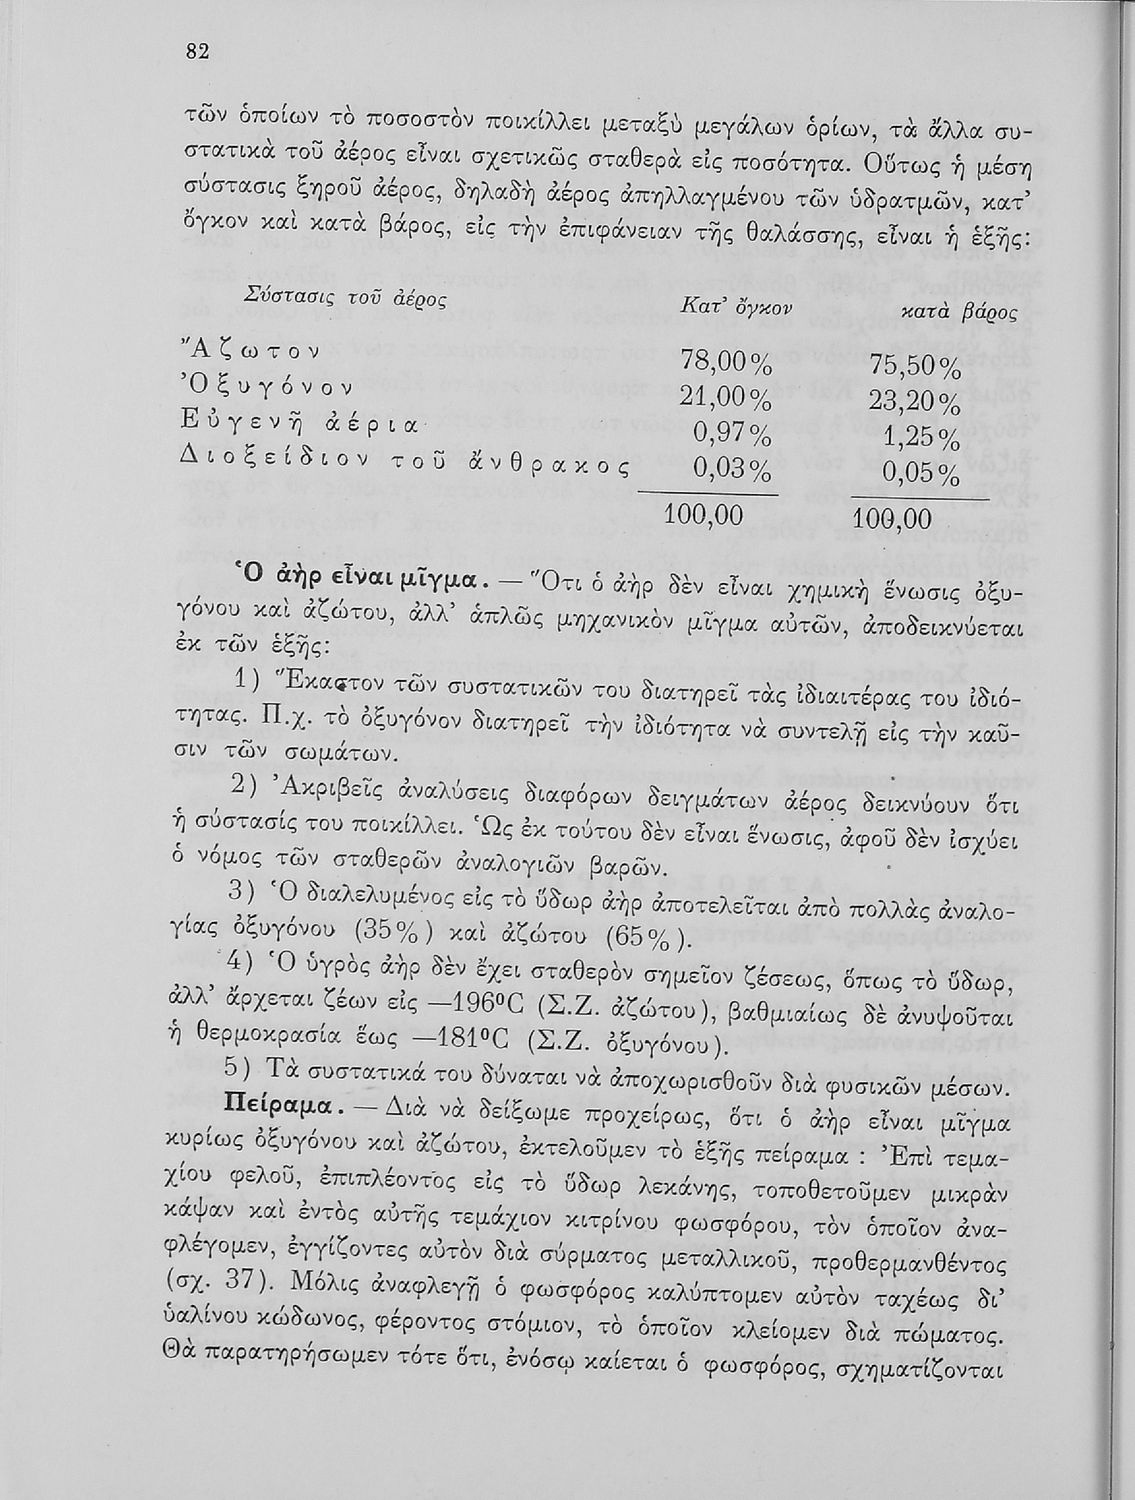 82
τῶν ὁποίων τὸ ποσοστὸν ποικίλλει μεταξὺ μεγάλων ὁρίων, τὰ ἄλλα συ-
στατικὰ τοῦ ἀέρος εἶναι σχετικῶς σταθερὰ εἰς ποσότητα. Οὕτως ἡ μέση
σύστασις ξηροῦ ἀέρος, δηλαδὴ ἀέρος ἀπηλλαγμένου τῶν ὑδρατμῶν, κατ’
ὄγκον καὶ κατὰ βάρος, εἰς τὴν ἐπιφάνειαν τῆς θαλάσσης, εἶναι ἡ ἑξῆς:
Σύστασις τοῦ ἀέρος Κατ’ ὄγκον κατὰ βάρος
Ἄζωτον 78,00% 75,50%
Ὀξυγόνον 21,00% 23,20%
Εὐγενῆ ἀέρια 0,97% 1,25%
Διοξείδιον τοῦ ἄνθρακος 0,03% 0,05%
100,00 100,00
Ὁ ἀὴρ εἶναι μῖγμα. — Ὅτι ὁ ἀὴρ δὲν εἶναι χημικὴ ἕνωσις ὀξυ-
γόνου καὶ ἀζώτου, ἀλλ’ ἁπλῶς μηχανικὸν μῖγμα αὐτῶν, ἀποδεικνύεται
ἐκ τῶν ἑξῆς:
1) Ἕκαστον τῶν συστατικῶν του διατηρεῖ τὰς ἰδιαιτέρας του ἰδιό-
τητας. Π.χ. τὸ ὀξυγόνον διατηρεῖ τὴν ἰδιότητα νὰ συντελῇ εἰς τὴν καῦ-
σιν τῶν σωμάτων.
2) Ἀκριβεῖς ἀναλύσεις διαφόρων δειγμάτων ἀέρος δεικνύουν ὅτι
ἡ σύστασίς του ποικίλλει. Ὡς ἐκ τούτου δὲν εἶναι ἕνωσις, ἀφοῦ δὲν ἰσχύει
ὁ νόμος τῶν σταθερῶν ἀναλογιῶν βαρῶν.
3) Ὁ διαλελυμένος εἰς τὸ ὕδωρ ἀὴρ ἀποτελεῖται ἀπὸ πολλὰς ἀναλο-
γίας ὀξυγόνου (35%) καὶ ἀζώτου (65%).
4) Ὁ ὑγρὸς ἀὴρ δὲν ἔχει σταθερὸν σημεῖον ζέσεως, ὅπως τὸ ὕδωρ,
ἀλλ’ ἄρχεται ζέων εἰς —196⁰C (Σ.Ζ. ἀζώτου), βαθμιαίως δὲ ἀνυψοῦται
ἡ θερμοκρασία ἕως —181⁰C (Σ.Ζ. ὀξυγόνου).
5) Τὰ συστατικά του δύναται νὰ ἀποχωρισθοῦν διὰ φυσικῶν μέσων.
Πείραμα. — Διὰ νὰ δείξωμε προχείρως, ὅτι ὁ ἀὴρ εἶναι μῖγμα
κυρίως ὀξυγόνου καὶ ἀζώτου, ἐκτελοῦμεν τὸ ἑξῆς πείραμα : Ἐπὶ τεμα-
χίου φελοῦ, ἐπιπλέοντος εἰς τὸ ὕδωρ λεκάνης, τοποθετοῦμεν μικρὰν
κάψαν καὶ ἐντὸς αὐτῆς τεμάχιον κιτρίνου φωσφόρου, τὸν ὁποῖον ἀνα-
φλέγομεν, ἐγγίζοντες αὐτὸν διὰ σύρματος μεταλλικοῦ, προθερμανθέντος
(σχ. 37). Μόλις ἀναφλεγῇ ὁ φωσφόρος καλύπτομεν αὐτὸν ταχέως δι’
ὑαλίνου κώδωνος, φέροντος στόμιον, τὸ ὁποῖον κλείομεν διὰ πώματος.
Θὰ παρατηρήσωμεν τότε ὅτι, ἐνόσῳ καίεται ὁ φωσφόρος, σχηματίζονται